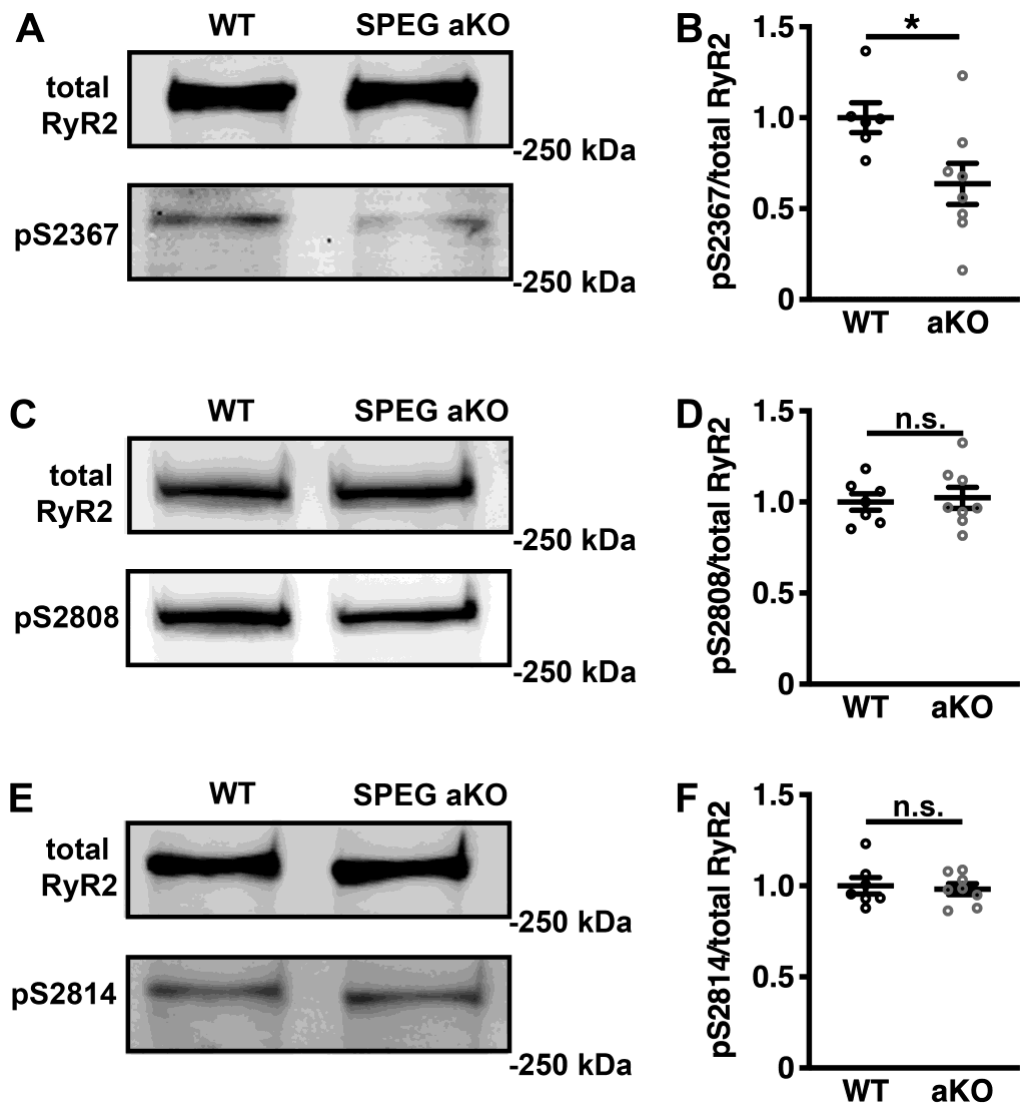 A
WT SPEG aKO
total
RyR2
-250 kDa
pS2367
-250 kDa
B
pS2367/total RyR2
1.5
1.0
0.5
0
*
WT aKO
C
WT SPEG aKO
total
RyR2
-250 kDa
pS2808
-250 kDa
D
pS2808/total RyR2
1.5
1.0
0.5
0
n.s.
WT aKO
E
WT SPEG aKO
total
RyR2
-250 kDa
pS2814
-250 kDa
F
pS2814/total RyR2
1.5
1.0
0.5
0
n.s.
WT aKO